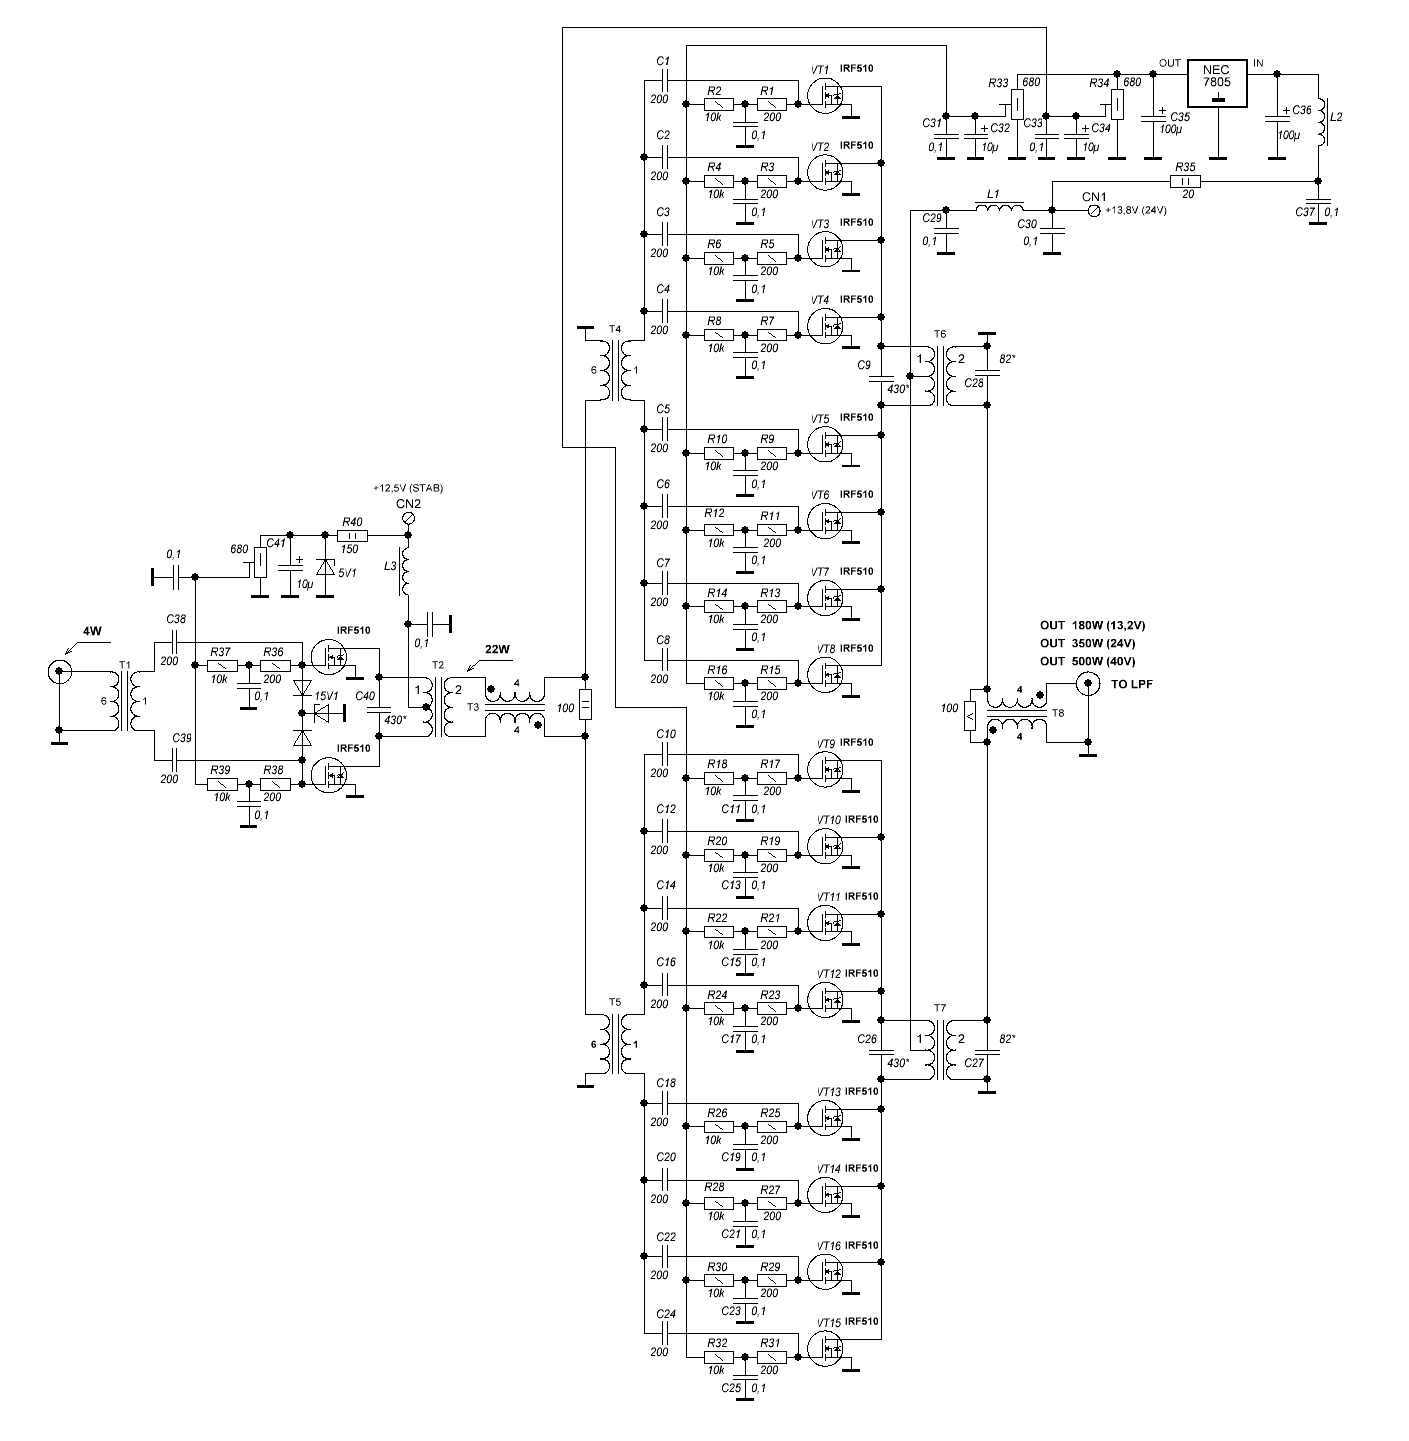 C1
200
R2
10k
R1
200
0,1
VT1
IRF510
C2
200
R4
10k
R3
200
0,1
VT2
IRF510
C3
200
R6
10k
R5
200
0,1
VT3
IRF510
C4
200
R8
10k
R7
200
0,1
VT4
IRF510
OUT
NEC
7805
IN
R33
680
R34
680
C31
0,1
C32
10µ
C33
0,1
C34
10µ
C35
100µ
C36
100µ
L2
R35
20
C37
0,1
L1
CN1
+13,8V (24V)
C29
0,1
C30
0,1
T4
6
1
C9
430*
T6
1
2
82*
C28
C5
200
R10
10k
R9
200
0,1
VT5
IRF510
C6
200
R12
10k
R11
200
0,1
VT6
IRF510
C7
200
R14
10k
R13
200
0,1
VT7
IRF510
C8
200
R16
10k
R15
200
0,1
VT8
IRF510
+12,5V (STAB)
CN2
R40
150
0,1
680
C41
10µ
5V1
L3
0,1
4W
T1
6
1
C38
200
R37
10k
R36
200
0,1
IRF510
15V1
C39
200
R39
10k
R38
200
0,1
IRF510
C40
430*
T2
1
2
22W
4
T3
4
100
OUT 180W (13,2V)
OUT 350W (24V)
OUT 500W (40V)
TO LPF
100
4
T8
4
C10
200
R18
10k
R17
200
C11
0,1
VT9
IRF510
C12
200
R20
10k
R19
200
C13
0,1
VT10
IRF510
C14
200
R22
10k
R21
200
C15
0,1
VT11
IRF510
C16
200
R24
10k
R23
200
C17
0,1
VT12
IRF510
T5
6
1
C26
430*
T7
1
2
82*
C27
C18
200
R26
10k
R25
200
C19
0,1
VT13
IRF510
C20
200
R28
10k
R27
200
C21
0,1
VT14
IRF510
C22
200
R30
10k
R29
200
C23
0,1
VT16
IRF510
C24
200
R32
10k
R31
200
C25
0,1
VT15
IRF510